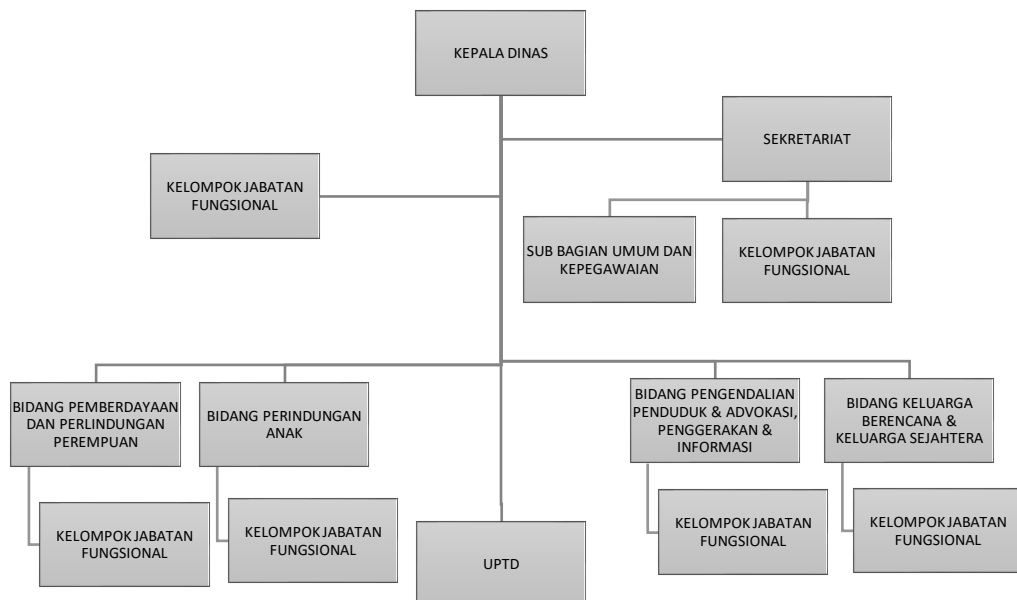 KEPALA DINAS
SEKRETARIAT
KELOMPOK JABATAN
FUNGSIONAL
SUB BAGIAN UMUM DAN
KEPEGAWAIAN
KELOMPOK JABATAN
FUNGSIONAL
BIDANG PEMBERDAYAAN
DAN PERLINDUNGAN
PEREMPUAN
BIDANG PERINDUNGAN
ANAK
BIDANG PENGENDALIAN
PENDUDUK & ADVOKASI,
PENGGERAKAN &
INFORMASI
BIDANG KELUARGA
BERENCANA &
KELUARGA SEJAHTERA
KELOMPOK JABATAN
FUNGSIONAL
KELOMPOK JABATAN
FUNGSIONAL
UPTD
KELOMPOK JABATAN
FUNGSIONAL
KELOMPOK JABATAN
FUNGSIONAL